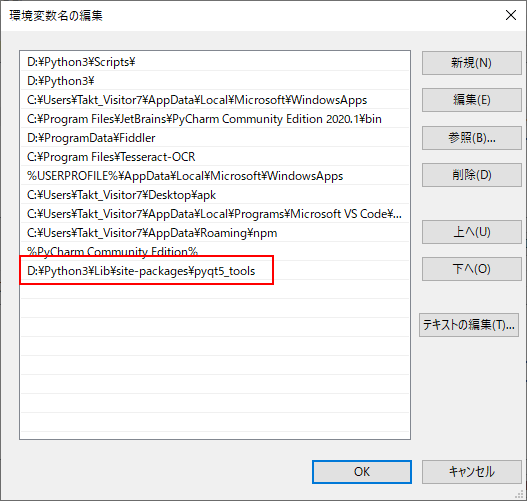 環境変数名の編集
D:¥Python3¥Scripts¥
D:¥Python3¥
C:¥Users¥Takt_Visitor7¥AppData¥Local¥Microsoft¥WindowsApps
C:¥Program Files¥JetBrains¥PyCharm Community Edition 2020.1¥bin
D:¥ProgramData¥Fiddler
C:¥Program Files¥Tesseract-OCR
%USERPROFILE%¥AppData¥Local¥Microsoft¥WindowsApps
C:¥Users¥Takt_Visitor7¥Desktop¥apk
C:¥Users¥Takt_Visitor7¥AppData¥Local¥Programs¥Microsoft VS Code¥...
C:¥Users¥Takt_Visitor7¥AppData¥Roaming¥npm
%PyCharm Community Edition%
D:¥Python3¥Lib¥site-packages¥pyqt5_tools
新規(N)
編集(E)
参照(B)...
削除(D)
上へ(U)
下へ(O)
テキストの編集(T)...
OK
キャンセル